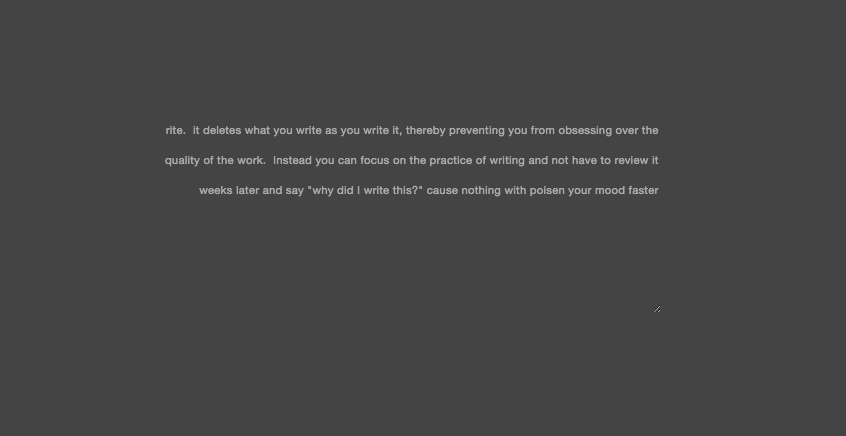 rite.  it deletes what you write as you write it, thereby preventing you from obsessing over the
quality of the work.  Instead you can focus on the practice of writing and not have to review it
weeks later and say "why did I write this?" cause nothing with poisen your mood faster